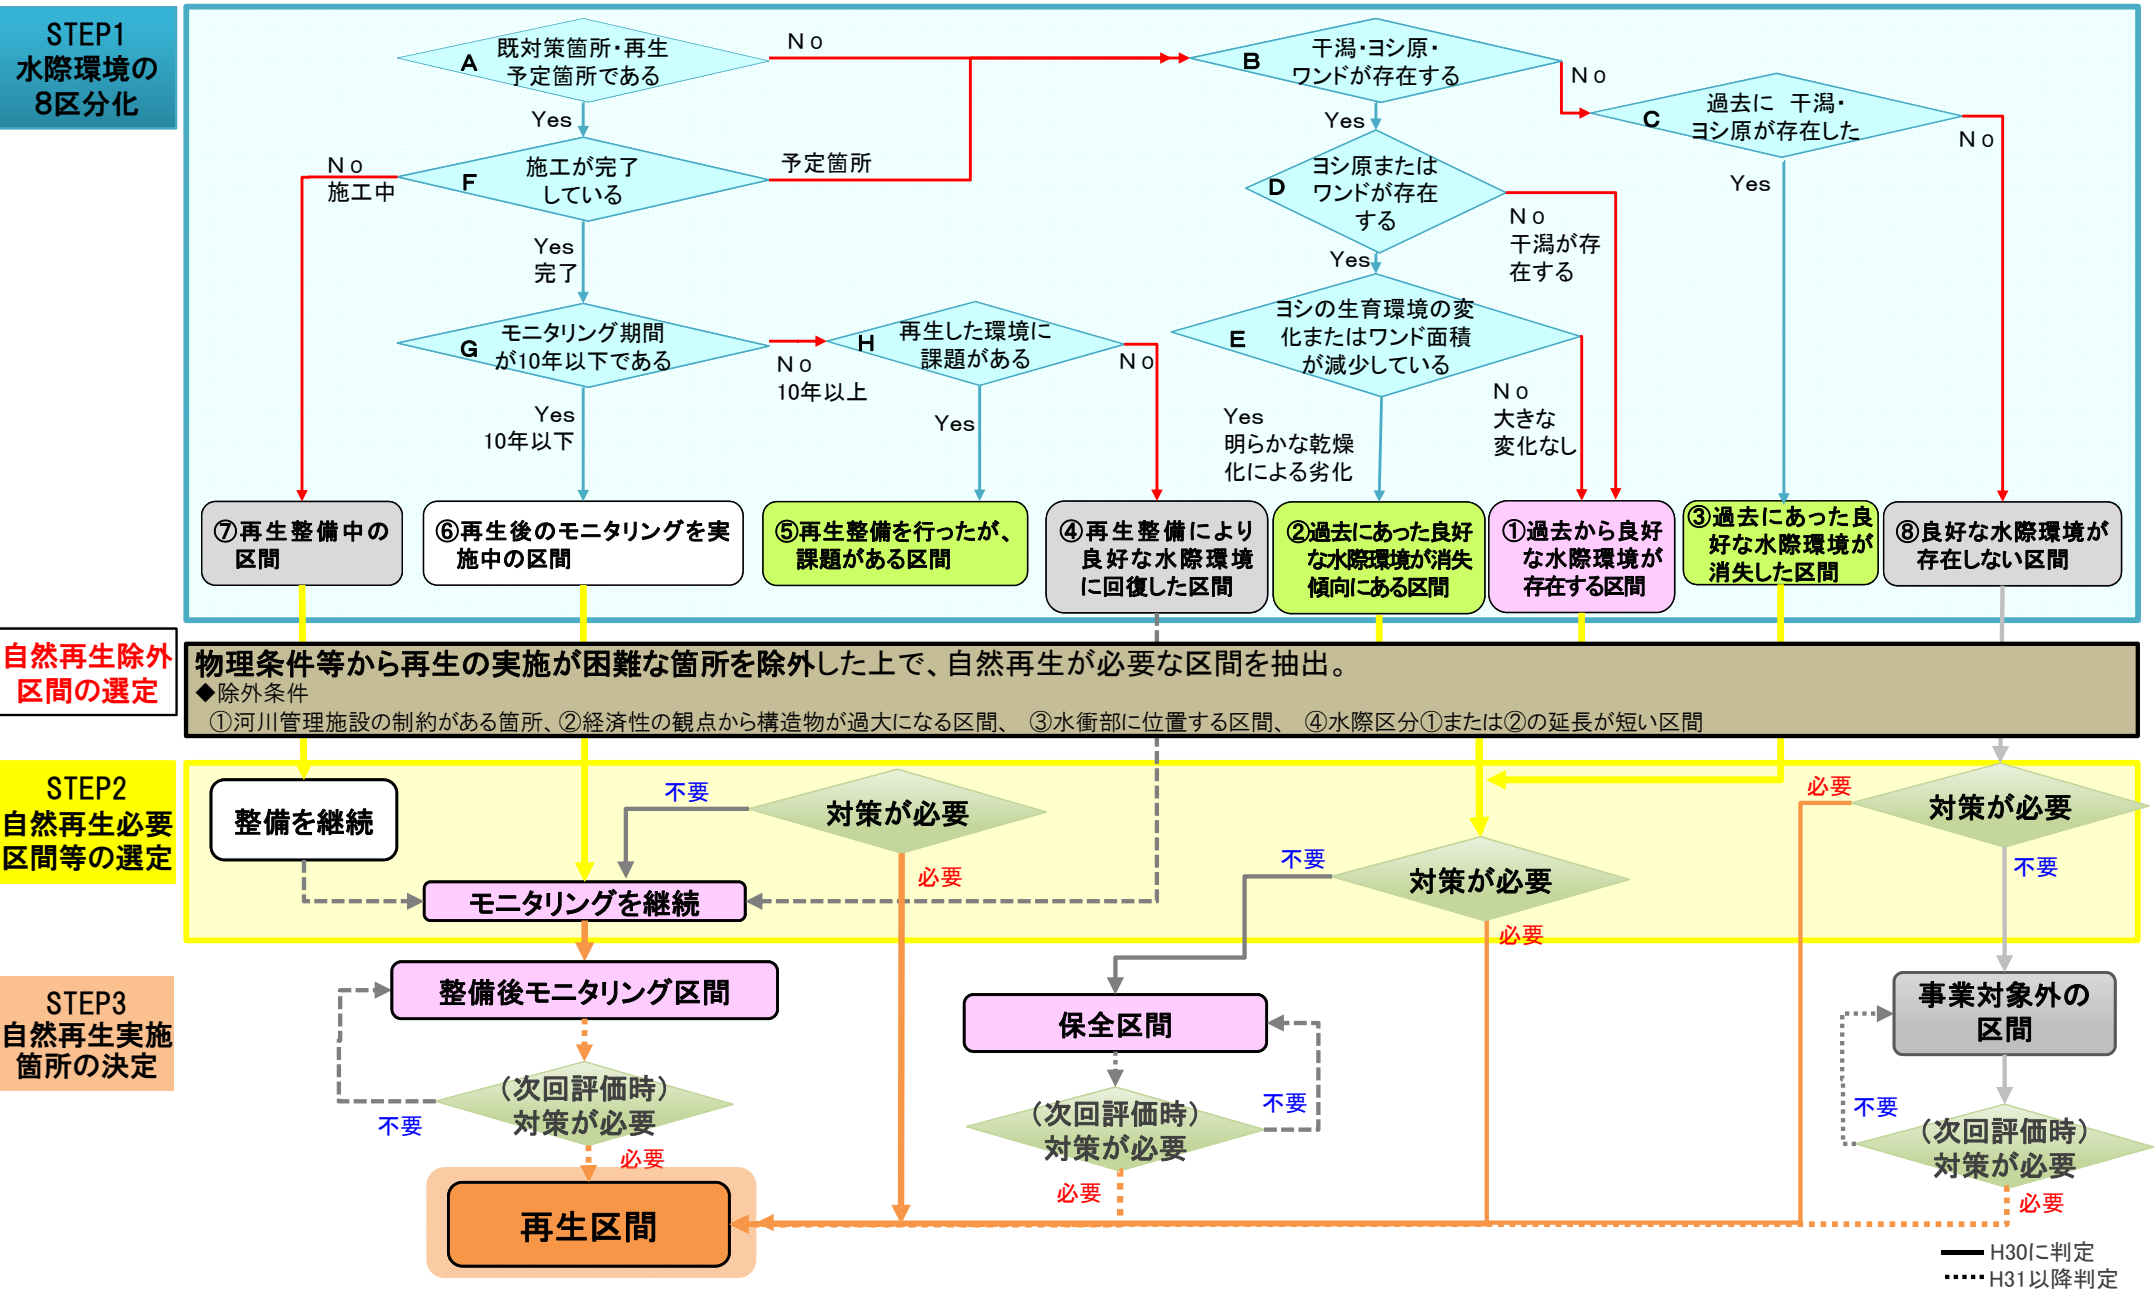 STEP1
水際環境の
8区分化
A
既対策箇所・再生
予定箇所である
No
Yes
B
干潟・ヨシ原・
ワンドが存在する
No
Yes
C
過去に 干潟・
ヨシ原が存在した
No
Yes
F
施工が完了
している
No
施工中
予定箇所
Yes
完了
D
ヨシ原または
ワンドが存在
する
No
干潟が存
在する
Yes
G
モニタリング期間
が10年以下である
No
10年以上
Yes
10年以下
H
再生した環境に
課題がある
No
Yes
E
ヨシの生育環境の変
化またはワンド面積
が減少している
Yes
明らかな乾燥
化による劣化
No
大きな
変化なし
⑦再生整備中の
区間
⑥再生後のモニタリングを実
施中の区間
⑤再生整備を行ったが、
課題がある区間
④再生整備により
良好な水際環境
に回復した区間
②過去にあった良好
な水際環境が消失
傾向にある区間
①過去から良好
な水際環境が
存在する区間
③過去にあった良
好な水際環境が
消失した区間
⑧良好な水際環境が
存在しない区間
自然再生除外
区間の選定
物理条件等から再生の実施が困難な箇所を除外した上で、自然再生が必要な区間を抽出。
◆除外条件
①河川管理施設の制約がある箇所、②経済性の観点から構造物が過大になる区間、 ③水衝部に位置する区間、 ④水際区分①または②の延長が短い区間
STEP2
自然再生必要
区間等の選定
整備を継続
不要
対策が必要
必要
モニタリングを継続
不要
対策が必要
必要
必要
対策が必要
不要
STEP3
自然再生実施
箇所の決定
整備後モニタリング区間
(次回評価時)
対策が必要
不要
必要
再生区間
保全区間
(次回評価時)
対策が必要
不要
必要
事業対象外の
区間
不要
(次回評価時)
対策が必要
必要
H30に判定
H31以降判定